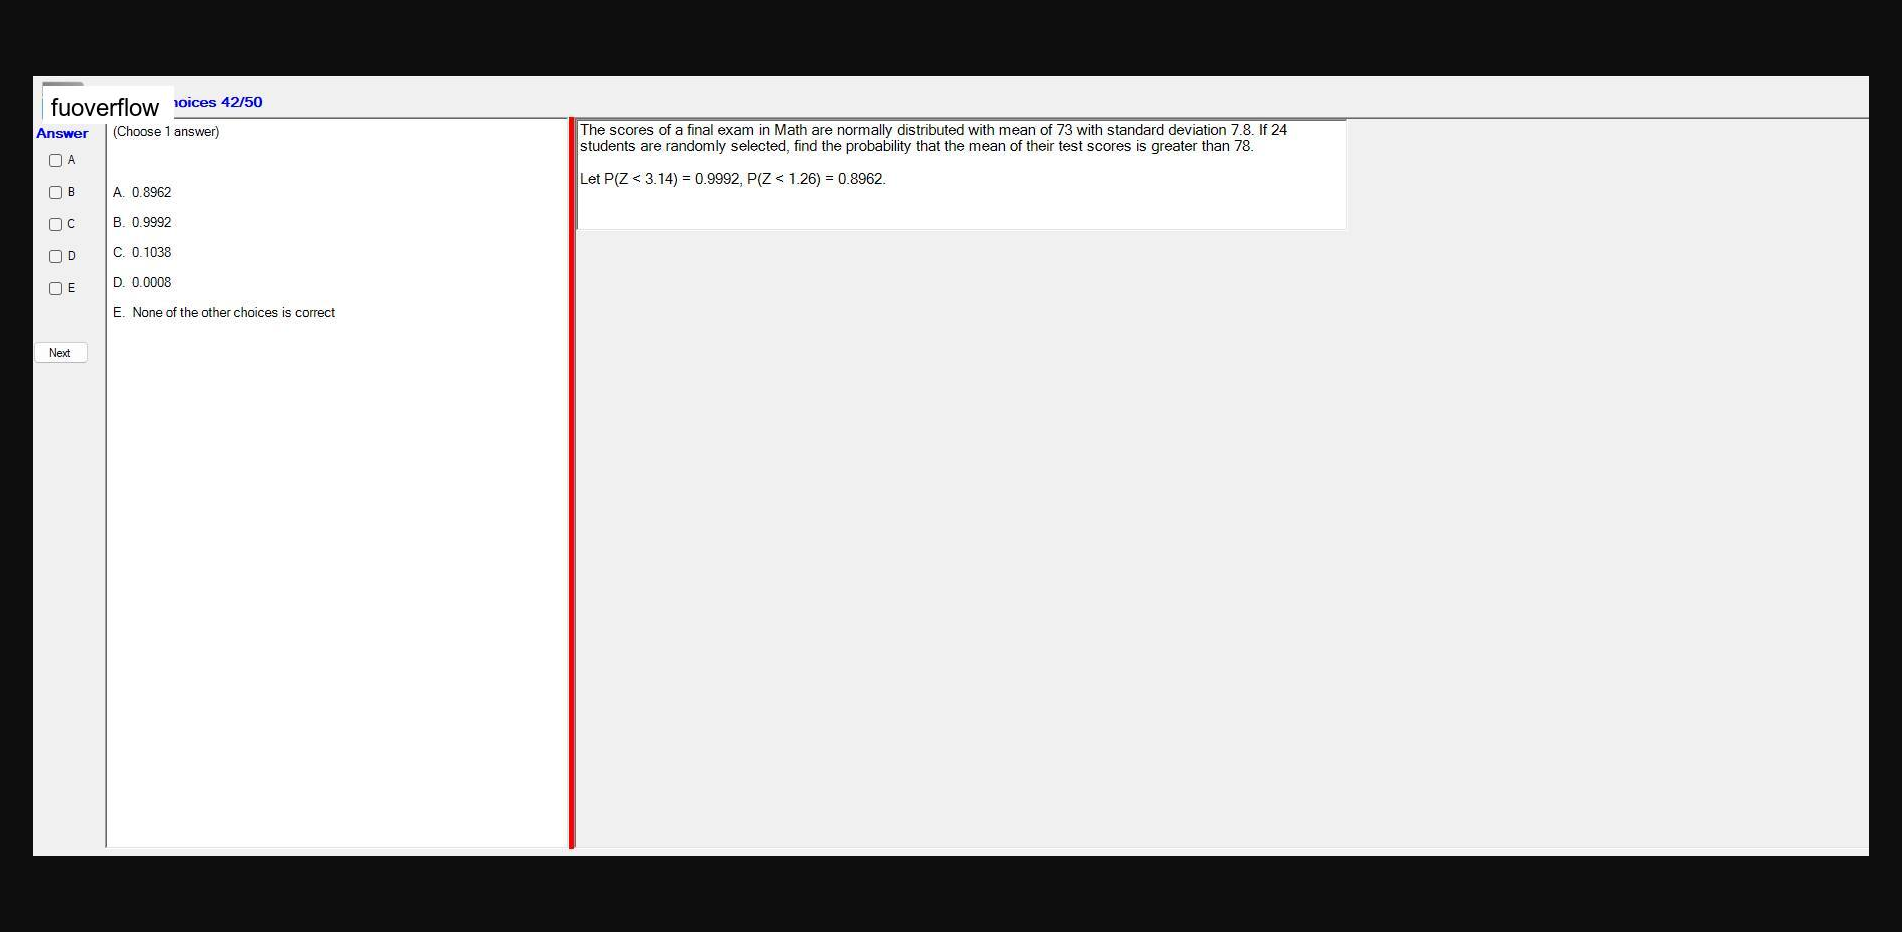 fuoverflow
hoices 42/50
Answer
(Choose 1 answer)
A
B
C
D
E
A. 0.8962
B. 0.9992
C. 0.1038
D. 0.0008
E. None of the other choices is correct
Next
The scores of a final exam in Math are normally distributed with mean of 73 with standard deviation 7.8. If 24
students are randomly selected, find the probability that the mean of their test scores is greater than 78.
Let P(Z < 3.14) = 0.9992, P(Z < 1.26) = 0.8962.